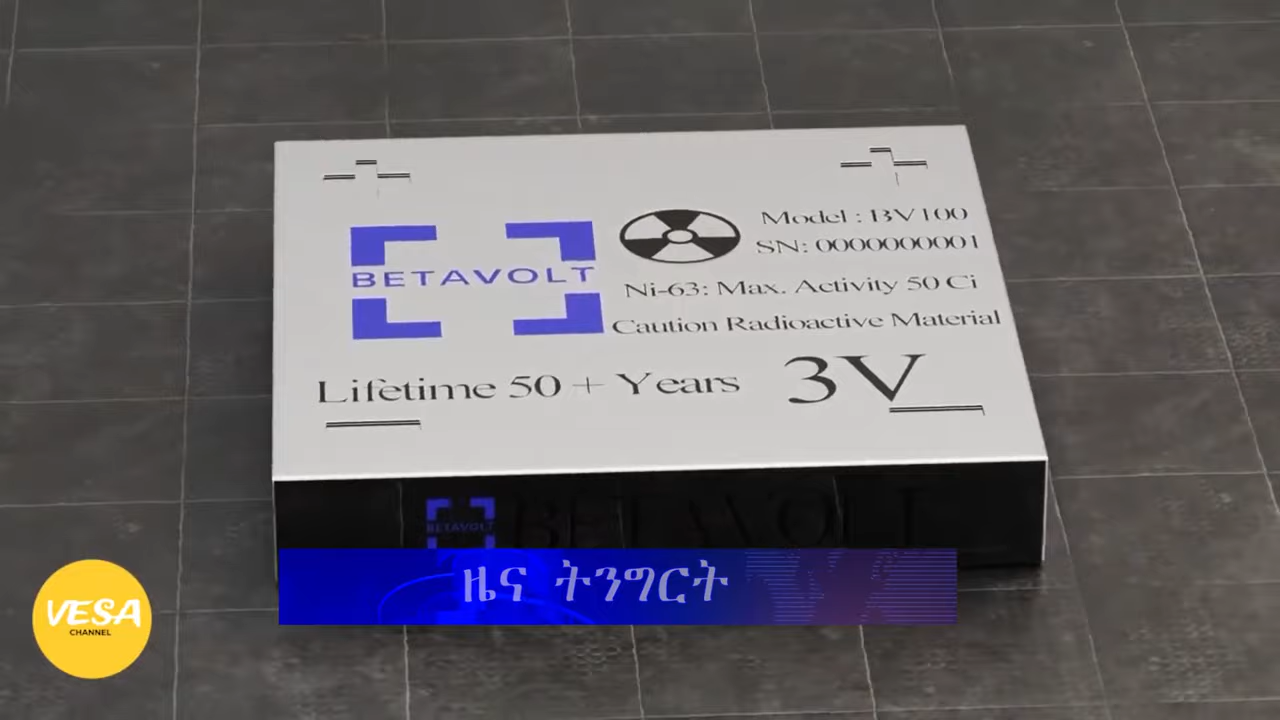 BETAVOLT
Model : BV100
SN: 0000000001
Ni-63: Max. Activity 50 Ci
Caution Radioactive Material
Lifetime 50 + Years
3V
BETAVOLT
BETAVOLT
ዜና ትንግርት
VESA
CHANNEL